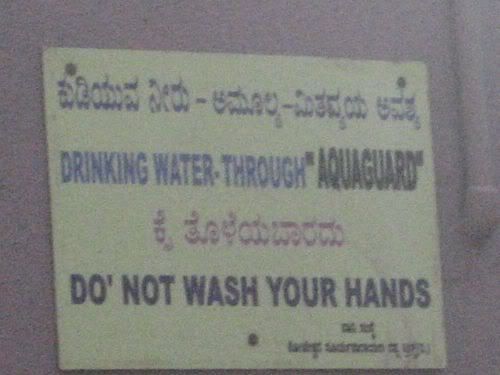 ಕುಡಿಯುವ ನೀರು - ಅಮೂಲ್ಯ - ಮಿತವ್ಯಯ ಅವಶ್ಯ
DRINKING WATER-THROUGH" AQUAGUARD"
ಕೈ ತೊಳೆಯಬಾರದು
DO' NOT WASH YOUR HANDS